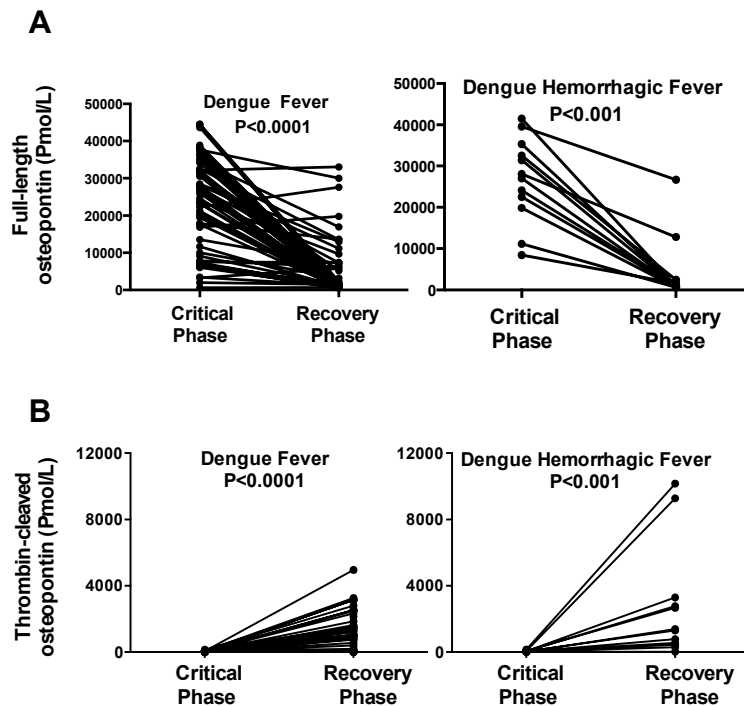 A
Full-length
osteopontin (Pmol/L)
Dengue Fever
P<0.0001
50000
40000
30000
20000
10000
0
Critical
Phase
Recovery
Phase
Dengue Hemorrhagic Fever
P<0.001
50000
40000
30000
20000
10000
0
Critical
Phase
Recovery
Phase
B
Thrombin-cleaved
osteopontin (Pmol/L)
Dengue Fever
P<0.0001
12000
8000
4000
0
Critical
Phase
Recovery
Phase
Dengue Hemorrhagic Fever
P<0.001
12000
8000
4000
0
Critical
Phase
Recovery
Phase